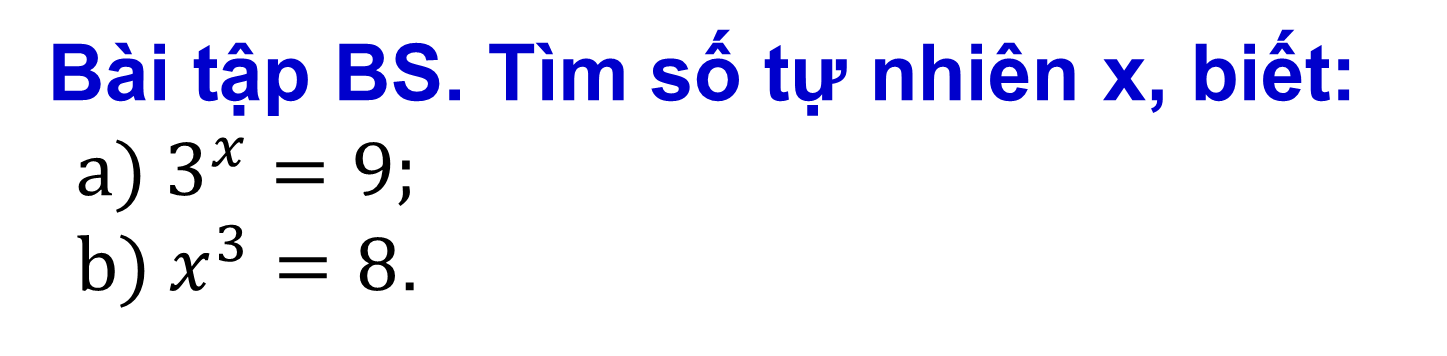 Bài tập BS. Tìm số tự nhiên x, biết:
a) 3^x = 9;
b) x^3 = 8.